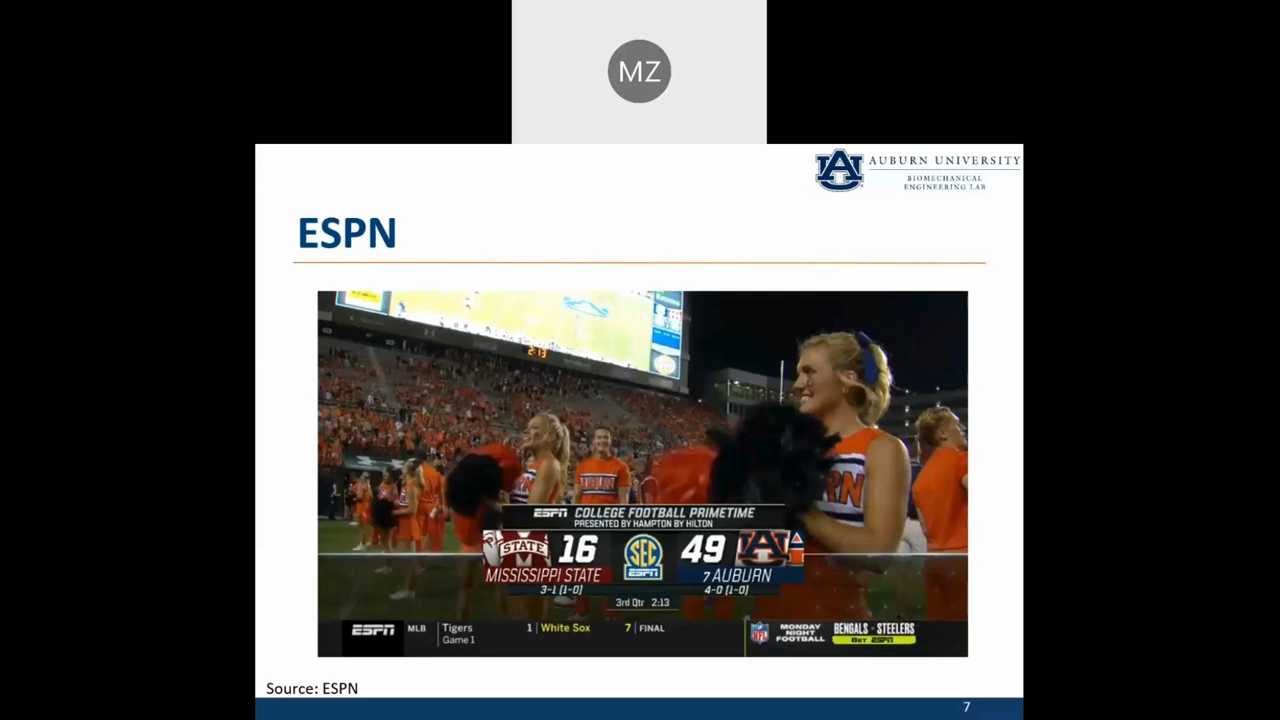 MZ
AUBURN UNIVERSITY
BIOMECHANICAL
ENGINEERING LAB
ESPN
2:13
AUBURN
RN
ESPN COLLEGE FOOTBALL PRIMETIME
PRESENTED BY HAMPTON BY HILTON
STATE 16 SEC ESPN 49 AU
MISSISSIPPI STATE 7 AUBURN
3-1 (1-0) 4-0 (1-0)
3rd Qtr 2:13
ESPN MLB Tigers 1 White Sox 7 FINAL
Game 1
NFL MONDAY NIGHT FOOTBALL BENGALS STEELERS
ESPN
Source: ESPN
7